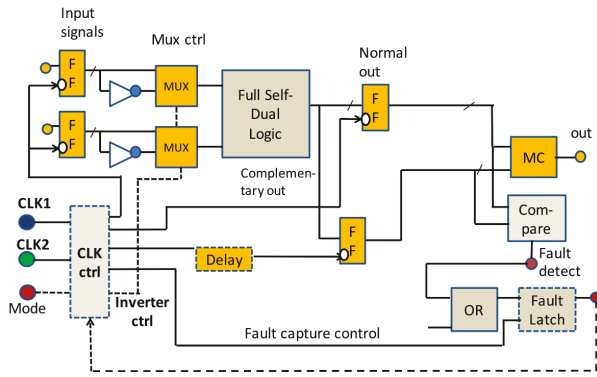 Input
signals
Mux ctrl
Normal
out
F
F
MUX
Full Self-
Dual
Logic
F
F
F
F
MUX
MC
out
Complemen-
tary out
CLK1
CLK2
CLK
ctrl
Delay
F
F
Com-
pare
Fault
detect
Mode
Inverter
ctrl
OR
Fault
Latch
Fault capture control